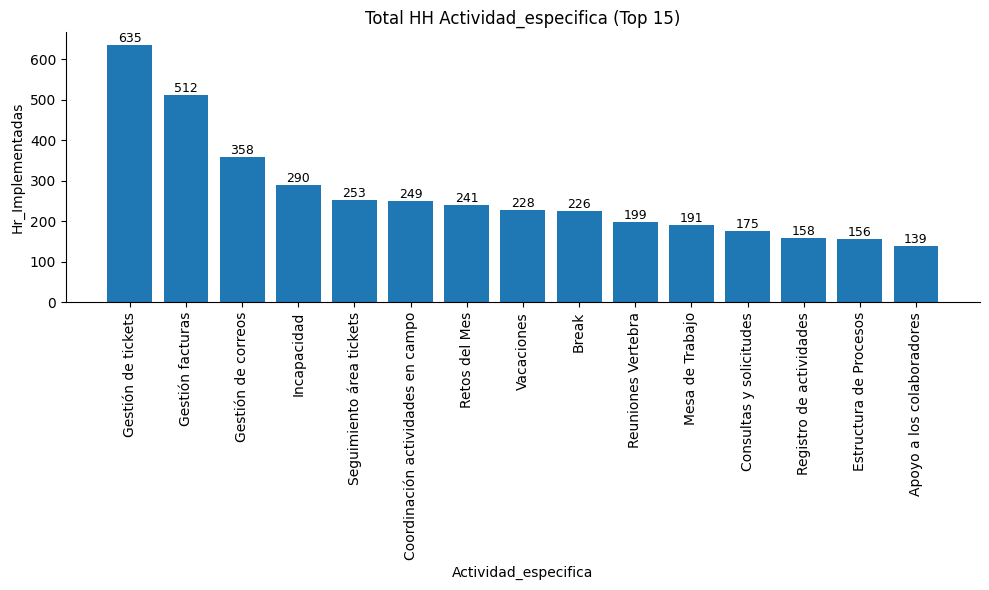 Total HH Actividad_especifica (Top 15)
Hr_Implementadas
600
500
400
300
200
100
0
635
512
358
290
253
249
241
228
226
199
191
175
158
156
139
Gestión de tickets
Gestión facturas
Gestión de correos
Incapacidad
Seguimiento área tickets
Coordinación actividades en campo
Retos del Mes
Vacaciones
Break
Reuniones Vertebra
Mesa de Trabajo
Consultas y solicitudes
Registro de actividades
Estructura de Procesos
Apoyo a los colaboradores
Actividad_especifica